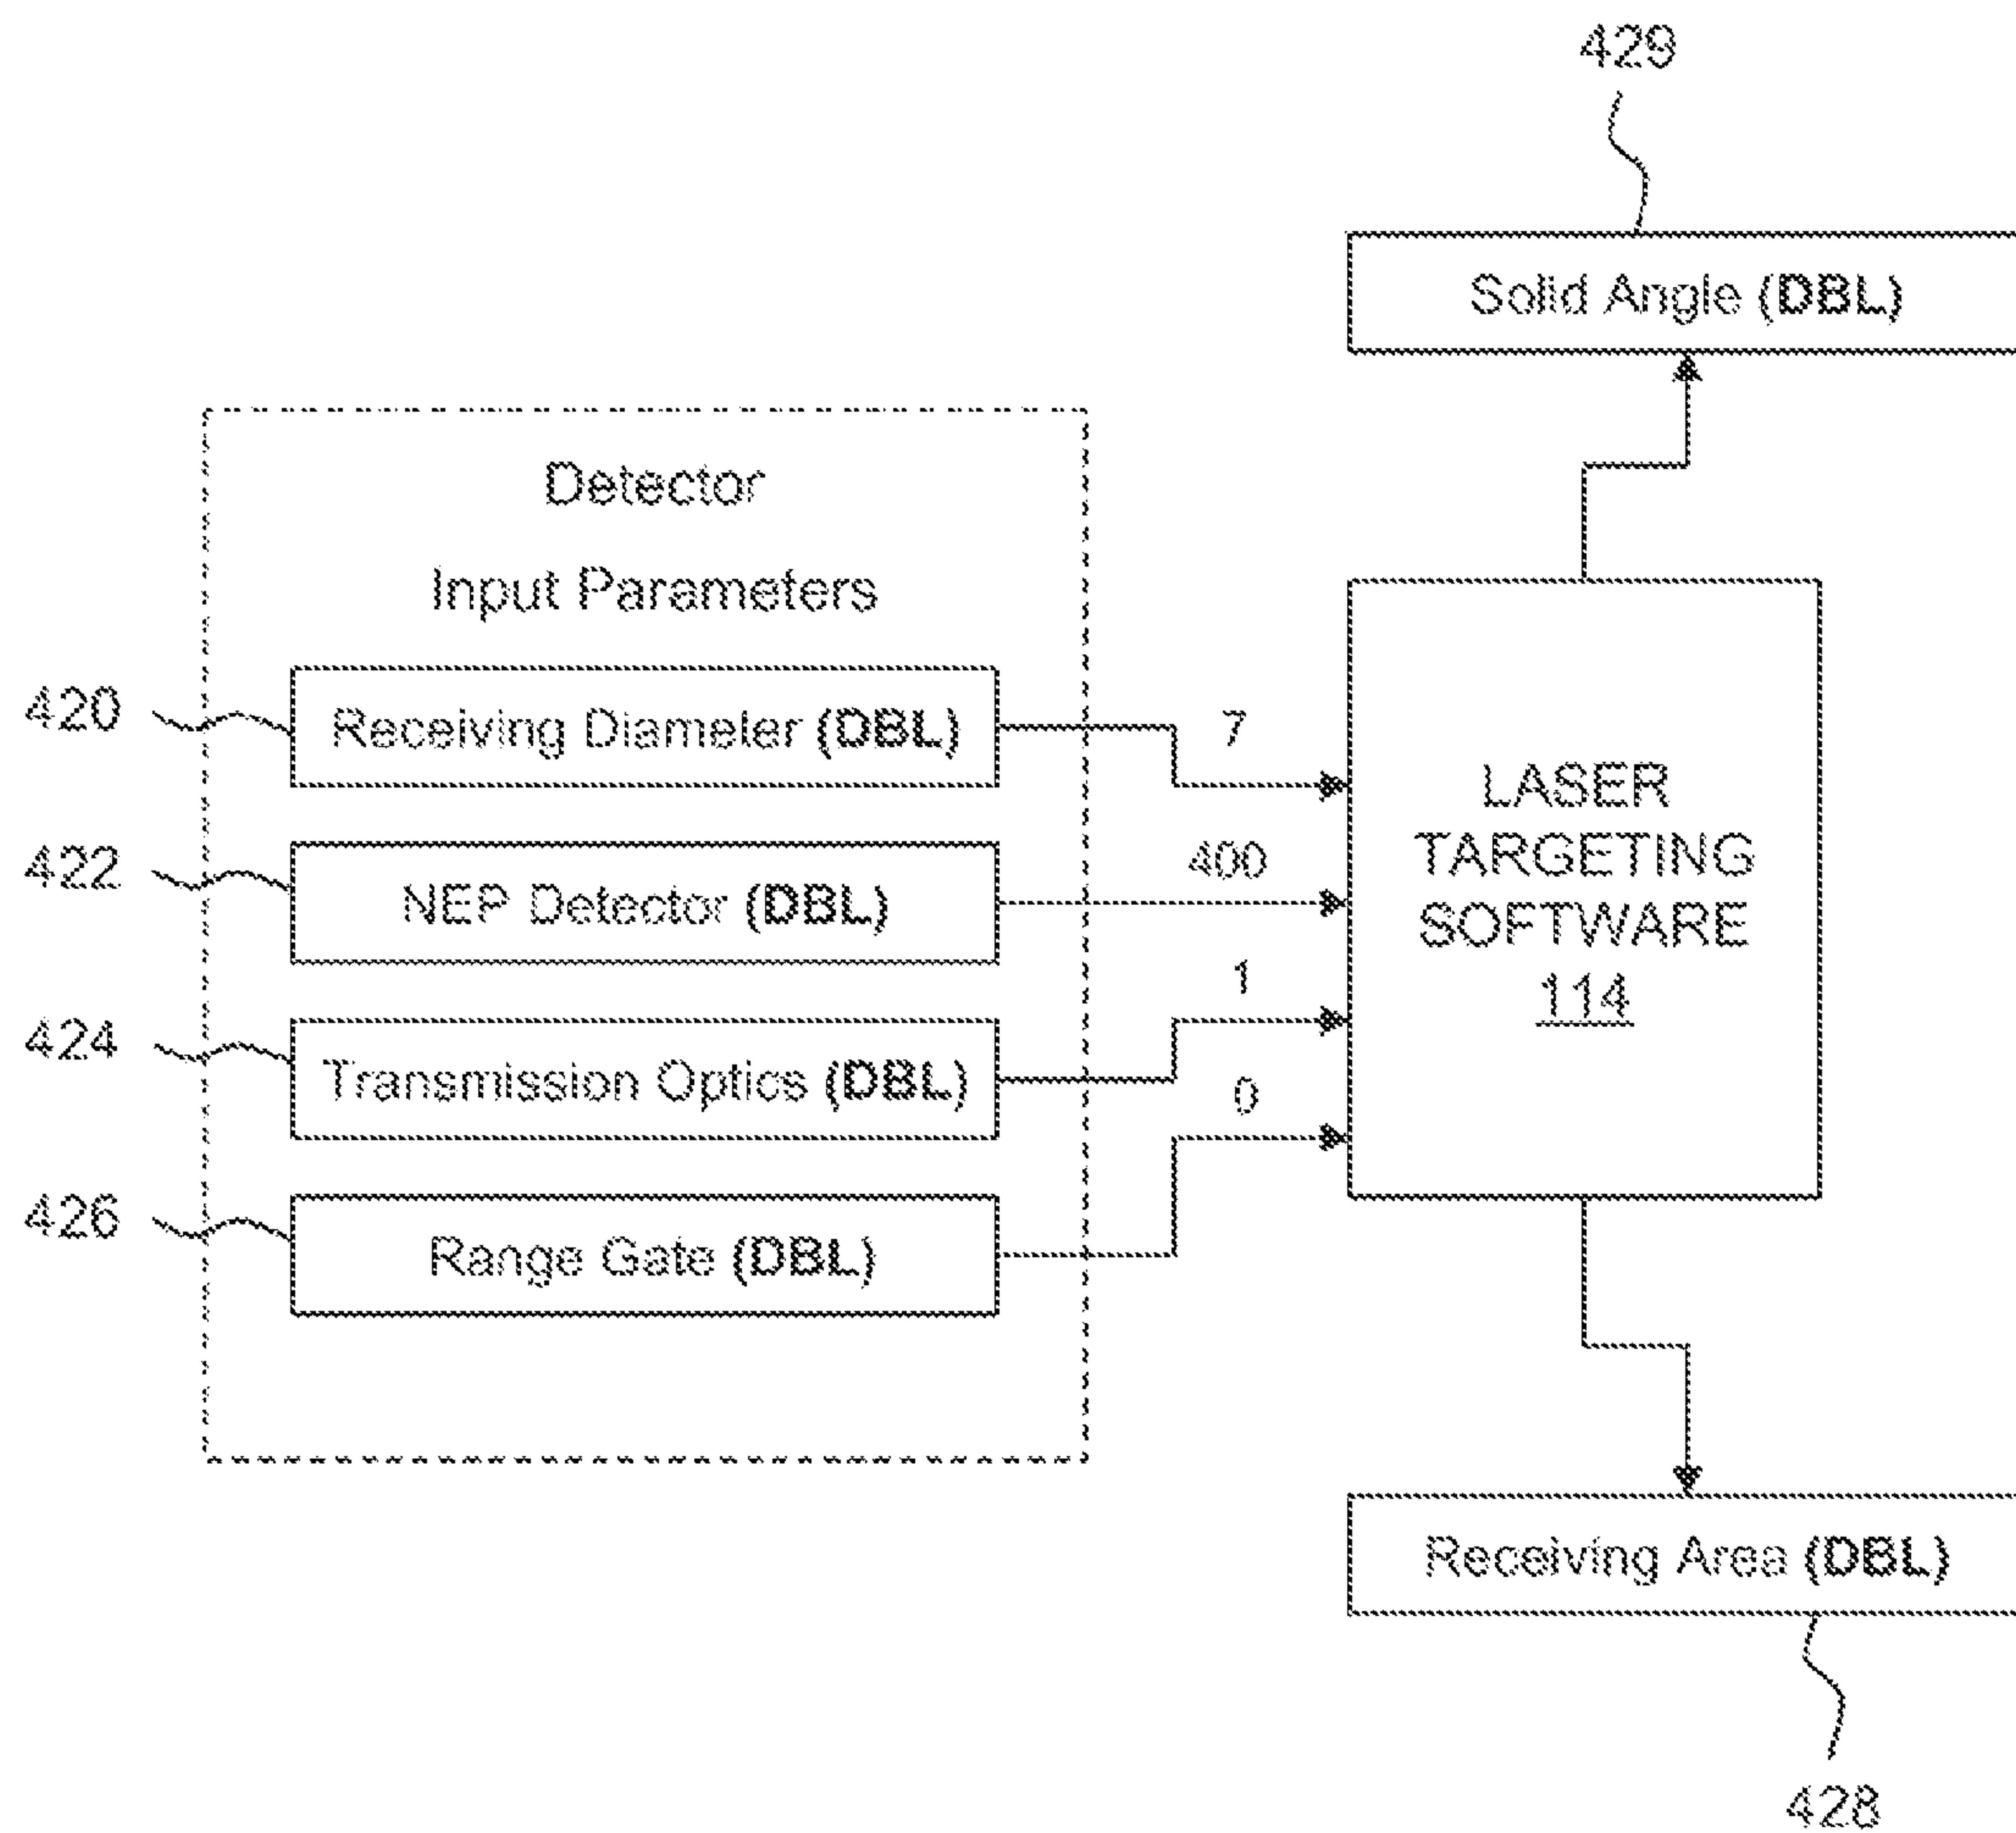 429
Solid Angle (DBL)
Detector
Input Parameters
420
Receiving Diameter (DBL)
7
422
NEP Detector (DBL)
400
424
Transmission Optics (DBL)
1
426
Range Gate (DBL)
0
LASER
TARGETING
SOFTWARE
114
Receiving Area (DBL)
428